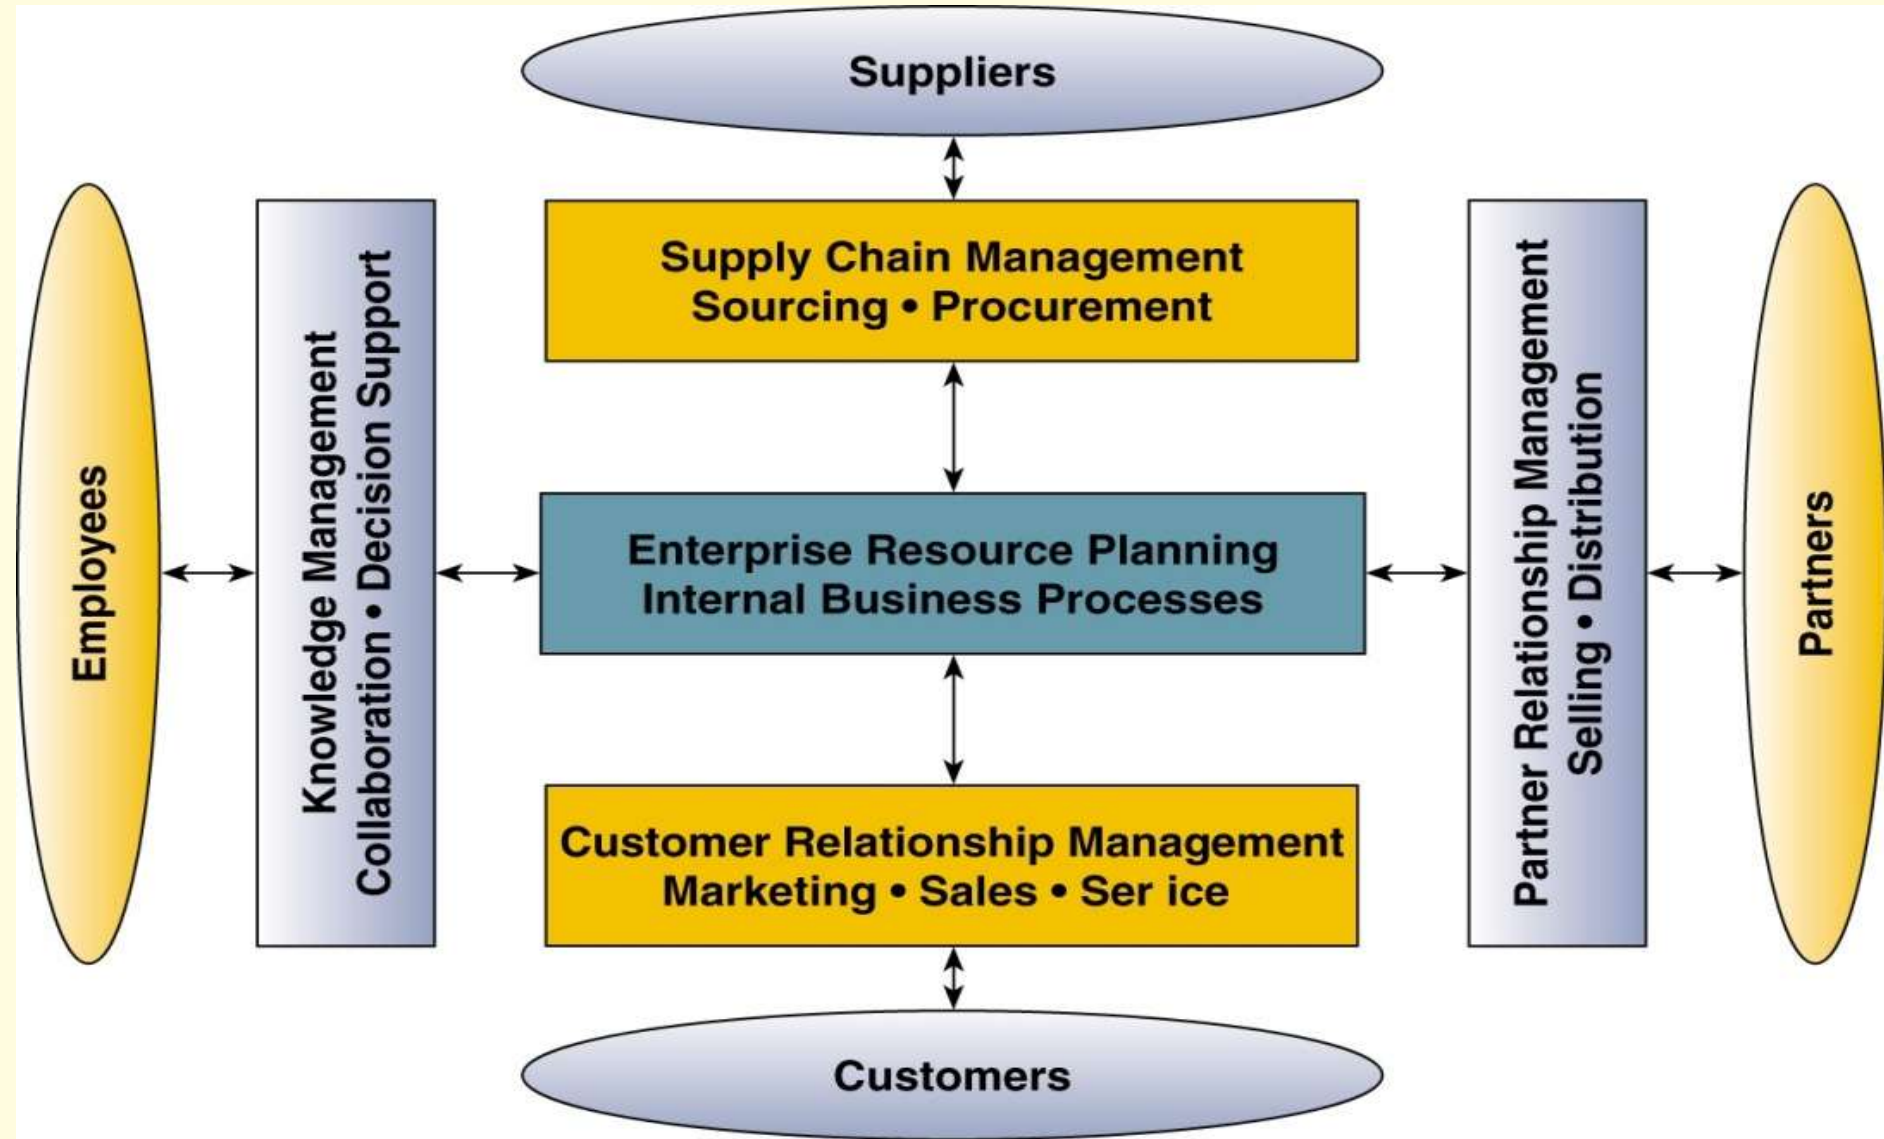 Suppliers
Supply Chain Management
Sourcing • Procurement
Employees
Knowledge Management
Collaboration • Decision Support
Enterprise Resource Planning
Internal Business Processes
Partner Relationship Management
Selling • Distribution
Partners
Customer Relationship Management
Marketing • Sales • Ser ice
Customers